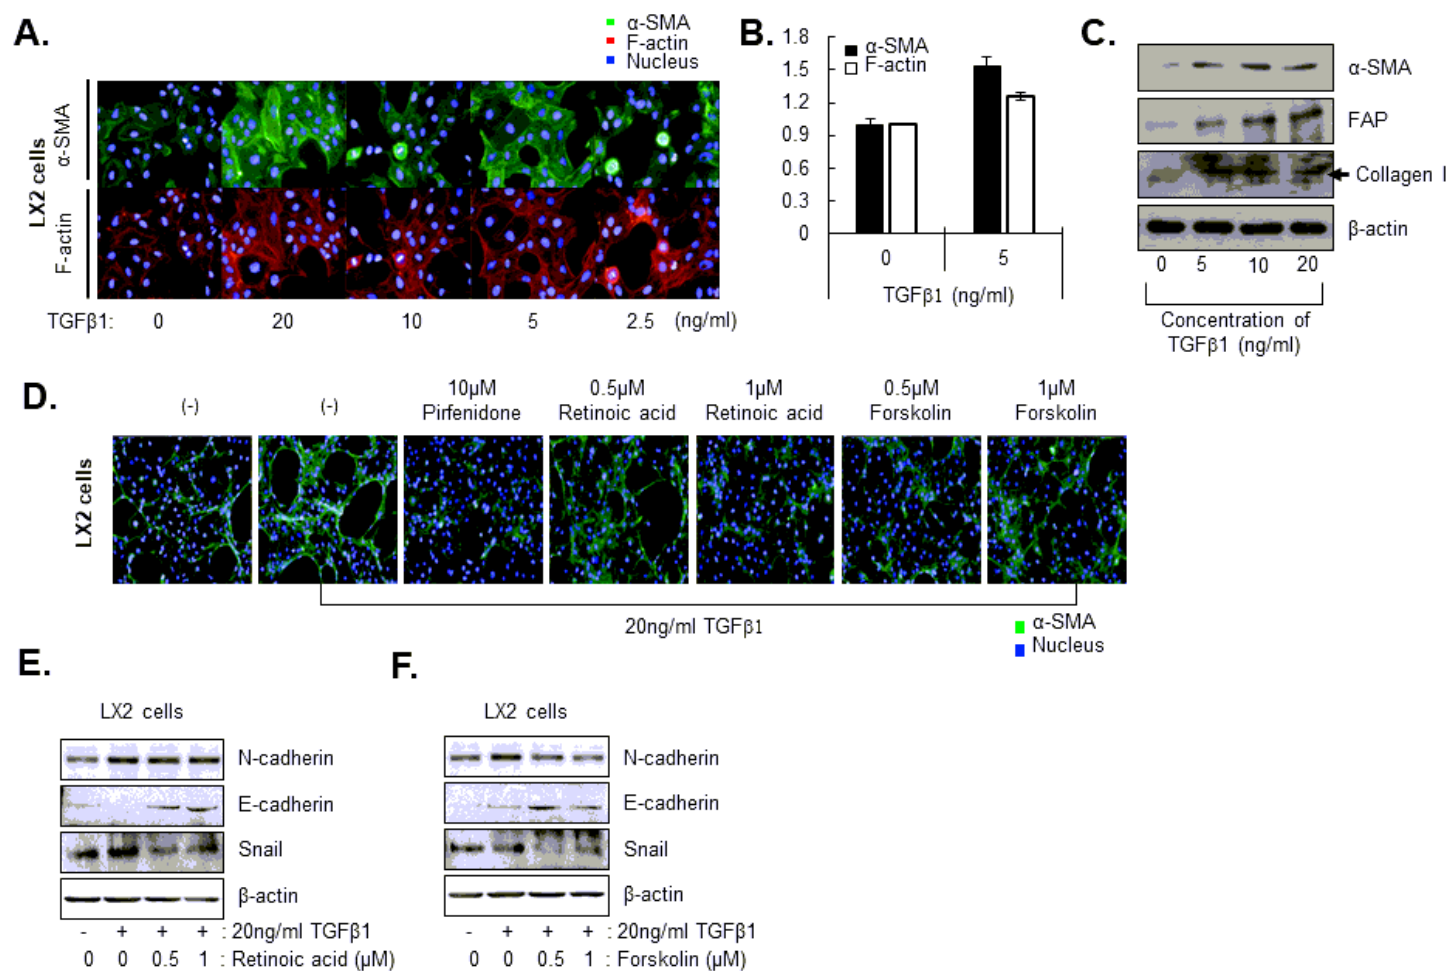 A.
α-SMA
F-actin
Nucleus
LX2 cells
α-SMA
F-actin
TGFβ1: 0 20 10 5 2.5 (ng/ml)
B.
1.8
1.5
1.2
0.9
0.6
0.3
0
α-SMA
F-actin
0 5
TGFβ1 (ng/ml)
C.
α-SMA
FAP
Collagen I
β-actin
0 5 10 20
Concentration of
TGFβ1 (ng/ml)
D.
LX2 cells
(-)
(-)
10µM
Pirfenidone
0.5µM
Retinoic acid
1µM
Retinoic acid
0.5µM
Forskolin
1µM
Forskolin
20ng/ml TGFβ1
α-SMA
Nucleus
E.
LX2 cells
N-cadherin
E-cadherin
Snail
β-actin
- + + + : 20ng/ml TGFβ1
0 0 0.5 1 : Retinoic acid (µM)
F.
LX2 cells
N-cadherin
E-cadherin
Snail
β-actin
- + + + : 20ng/ml TGFβ1
0 0 0.5 1 : Forskolin (µM)